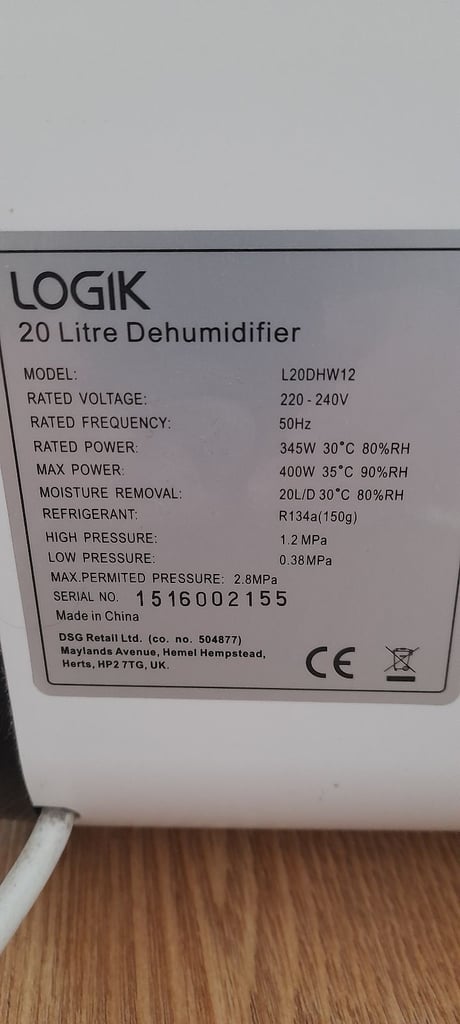 LOGIK
20 Litre Dehumidifier
MODEL: L20DHW12
RATED VOLTAGE: 220 - 240V
RATED FREQUENCY: 50Hz
RATED POWER: 345W 30°C 80%RH
MAX POWER: 400W 35°C 90%RH
MOISTURE REMOVAL: 20L/D 30°C 80%RH
REFRIGERANT: R134a(150g)
HIGH PRESSURE: 1.2 MPa
LOW PRESSURE: 0.38MPa
MAX.PERMITED PRESSURE: 2.8MPa
SERIAL NO. 1516002155
Made in China
DSG Retail Ltd. (co. no. 504877)
Maylands Avenue, Hemel Hempstead,
Herts, HP2 7TG, UK.
CE